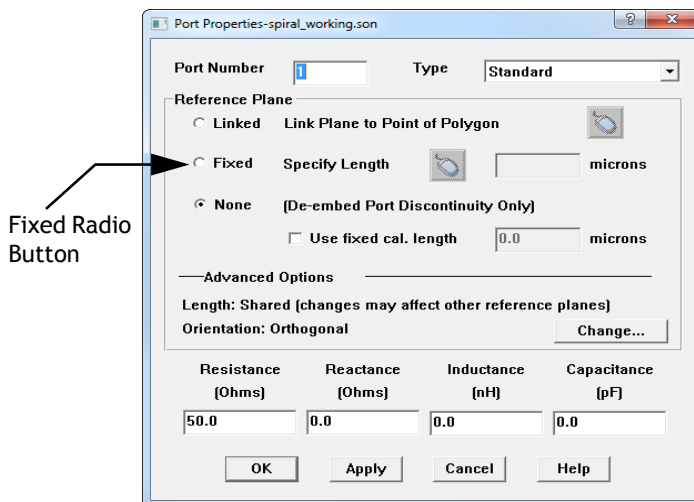 Port Properties-spiral_working.son
Port Number 1 Type Standard
Reference Plane
Linked Link Plane to Point of Polygon
Fixed Specify Length microns
None (De-embed Port Discontinuity Only)
Use fixed cal. length 0.0 microns
Advanced Options
Length: Shared (changes may affect other reference planes)
Orientation: Orthogonal Change...
Resistance Reactance Inductance Capacitance
(Ohms) (Ohms) (nH) (pF)
50.0 0.0 0.0 0.0
OK Apply Cancel Help
Fixed Radio
Button